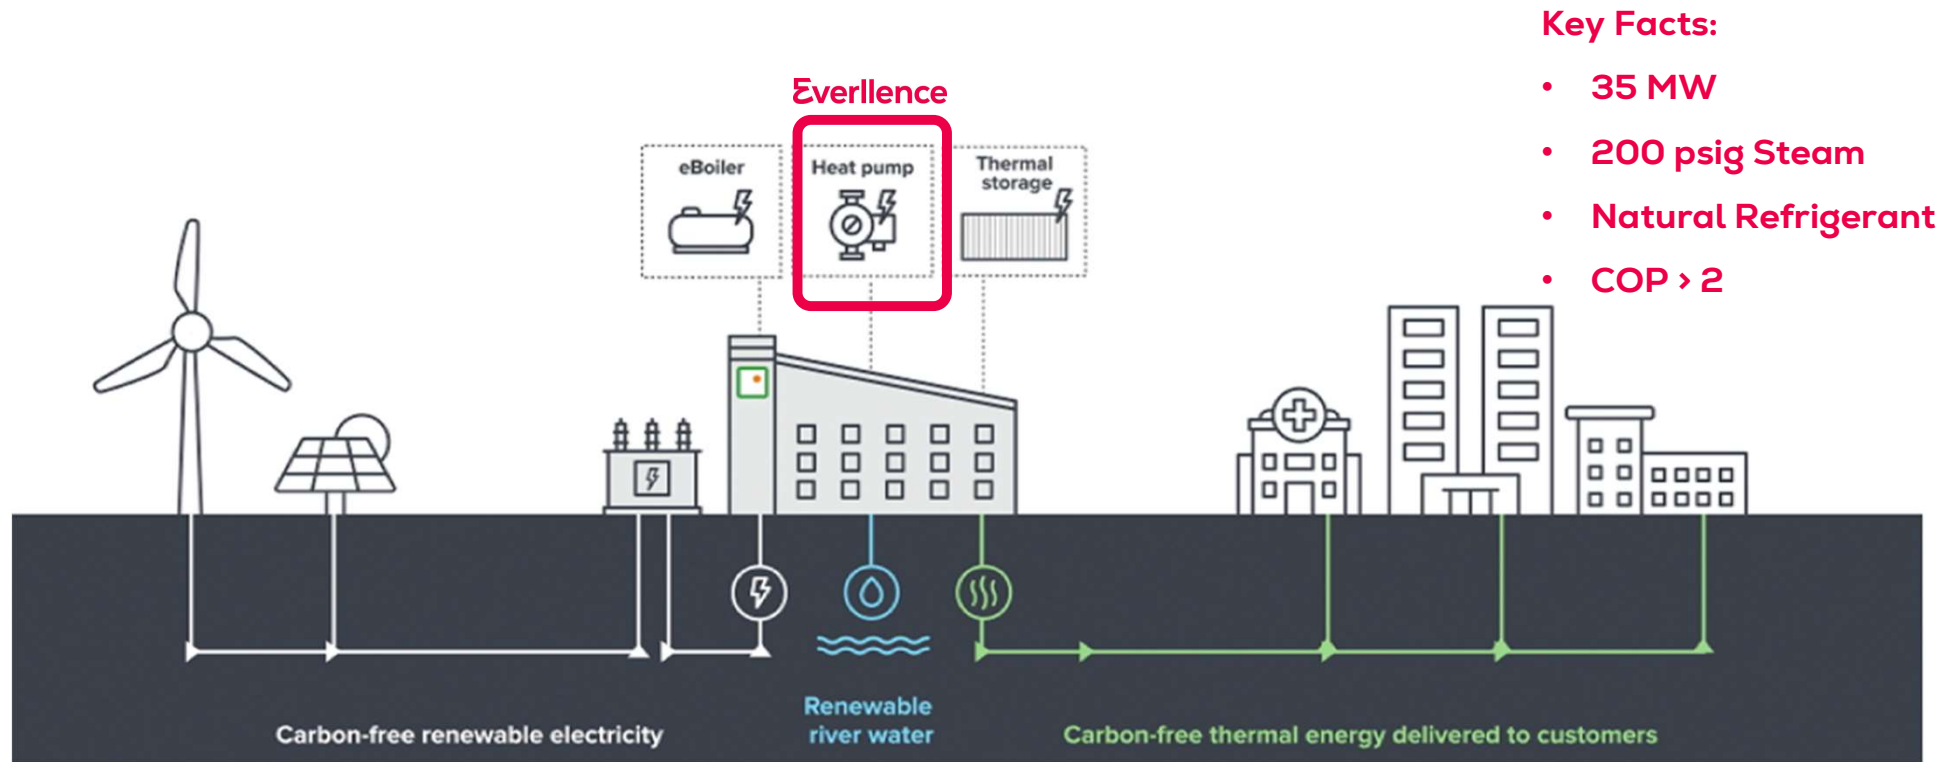 Key Facts:
• 35 MW
• 200 psig Steam
• Natural Refrigerant
• COP > 2
Everllence
eBoiler
Heat pump
Thermal
storage
Carbon-free renewable electricity
Renewable
river water
Carbon-free thermal energy delivered to customers